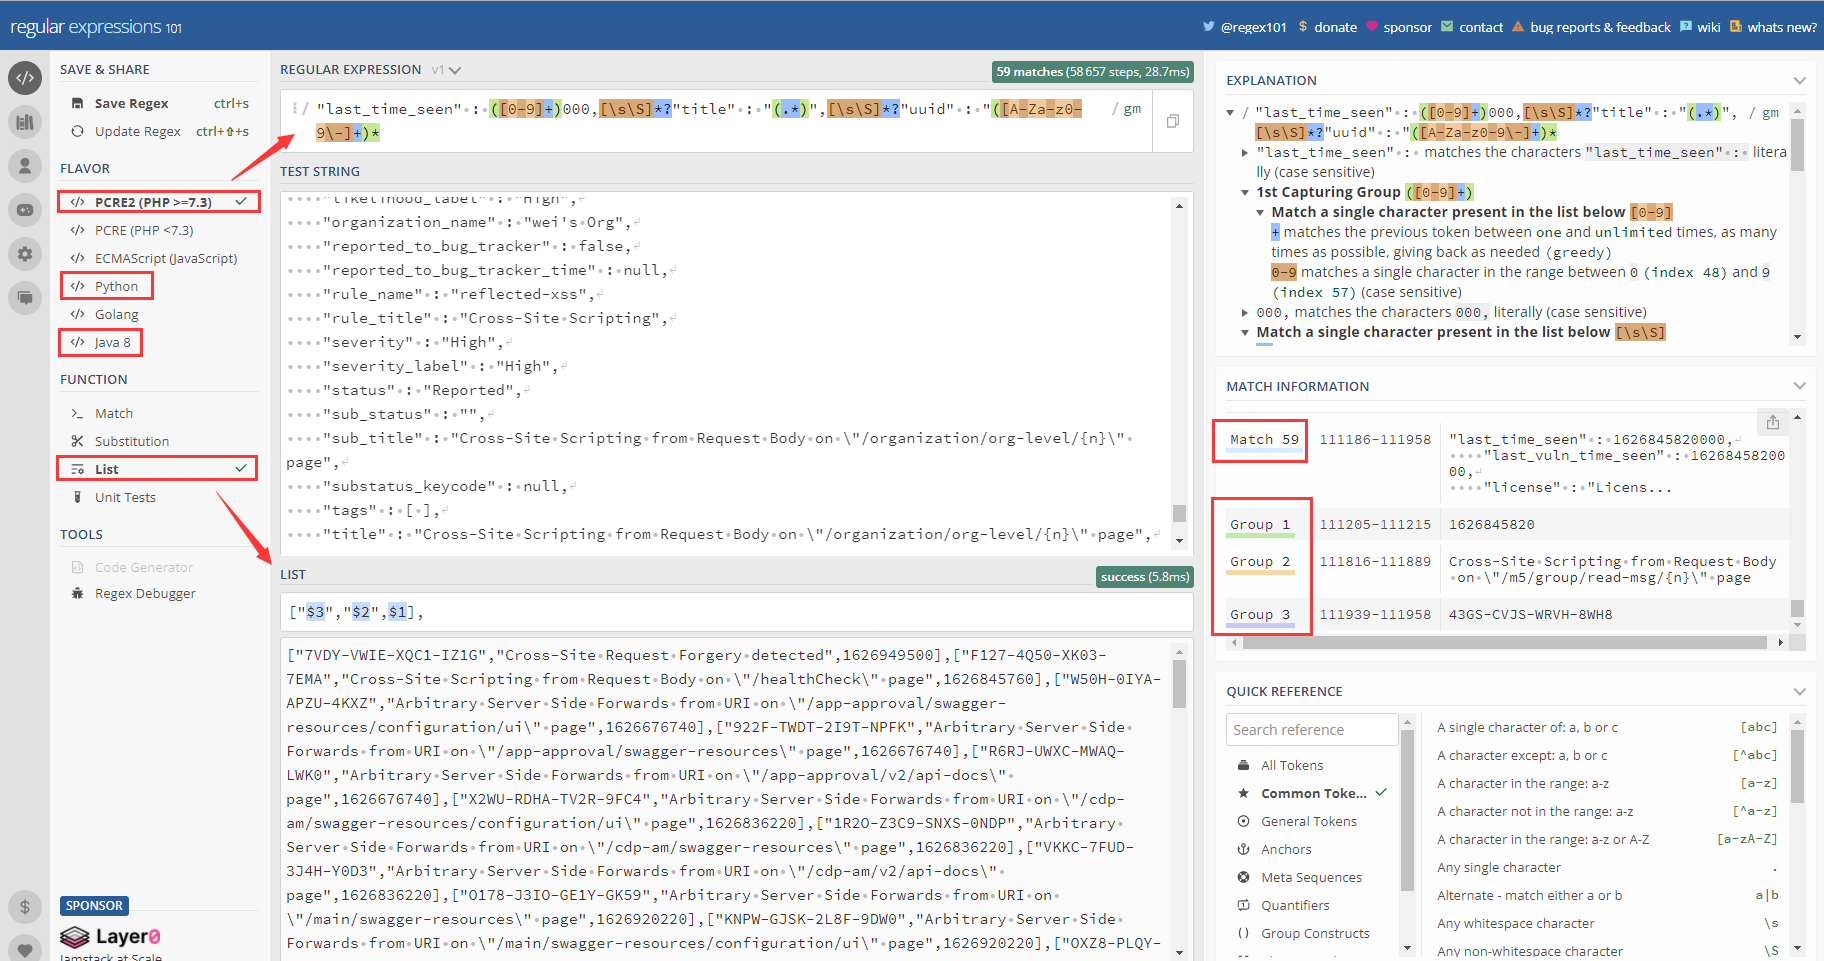 regular expressions 101
@regex101
$ donate
sponsor
contact
bug reports & feedback
wiki
whats new?
SAVE & SHARE
Save Regex ctrl+s
Update Regex ctrl+⇧+s
FLAVOR
</> PCRE2 (PHP >=7.3)
</> PCRE (PHP <7.3)
</> ECMAScript (JavaScript)
</> Python
</> Golang
</> Java 8
FUNCTION
>_ Match
Substitution
List
Unit Tests
TOOLS
Code Generator
Regex Debugger
SPONSOR
Layer0
Jamstack at Scale
REGULAR EXPRESSION v1
59 matches (58 657 steps, 28.7ms)
/ "last_time_seen"·:·([0-9]+)000,[\s\S]*?"title"·:·"(.*)",[\s\S]*?"uuid"·:·"([A-Za-z0- / gm
9\-]+)*
TEST STRING
····"likelihood_label"·:·"High",↵
····"organization_name"·:·"wei's·Org",↵
····"reported_to_bug_tracker"·:·false,↵
····"reported_to_bug_tracker_time"·:·null,↵
····"rule_name"·:·"reflected-xss",↵
····"rule_title"·:·"Cross-Site·Scripting",↵
····"severity"·:·"High",↵
····"severity_label"·:·"High",↵
····"status"·:·"Reported",↵
····"sub_status"·:·"",↵
····"sub_title"·:·"Cross-Site·Scripting·from·Request·Body·on·\"/organization/org-level/{n}\"·
page",↵
····"substatus_keycode"·:·null,↵
····"tags"·:·[·],↵
····"title"·:·"Cross-Site·Scripting·from·Request·Body·on·\"/organization/org-level/{n}\"·page",↵
LIST
success (5.8ms)
["$3","$2",$1],
["7VDY-VWIE-XQC1-IZ1G","Cross-Site·Request·Forgery·detected",1626949500],["F127-4Q50-XK03-
7EMA","Cross-Site·Scripting·from·Request·Body·on·\"/healthCheck\"·page",1626845760],["W50H-0IYA-
APZU-4KXZ","Arbitrary·Server·Side·Forwards·from·URI·on·\"/app-approval/swagger-
resources/configuration/ui\"·page",1626676740],["922F-TWDT-2I9T-NPFK","Arbitrary·Server·Side·
Forwards·from·URI·on·\"/app-approval/swagger-resources\"·page",1626676740],["R6RJ-UWXC-MWAQ-
LWK0","Arbitrary·Server·Side·Forwards·from·URI·on·\"/app-approval/v2/api-docs\"·
page",1626676740],["X2WU-RDHA-TV2R-9FC4","Arbitrary·Server·Side·Forwards·from·URI·on·\"/cdp-
am/swagger-resources/configuration/ui\"·page",1626836220],["1R2O-Z3C9-SNXS-0NDP","Arbitrary·
Server·Side·Forwards·from·URI·on·\"/cdp-am/swagger-resources\"·page",1626836220],["VKKC-7FUD-
3J4H-Y0D3","Arbitrary·Server·Side·Forwards·from·URI·on·\"/cdp-am/v2/api-docs\"·
page",1626836220],["O178-J3IO-GE1Y-GK59","Arbitrary·Server·Side·Forwards·from·URI·on·
\"/main/swagger-resources\"·page",1626920220],["KNPW-GJSK-2L8F-9DW0","Arbitrary·Server·Side·
Forwards·from·URI·on·\"/main/swagger-resources/configuration/ui\"·page",1626920220],["OXZ8-PLQY-
EXPLANATION
/ "last_time_seen"·:·([0-9]+)000,[\s\S]*?"title"·:·"(.*)", / gm
[\s\S]*?"uuid"·:·"([A-Za-z0-9\-]+)*
"last_time_seen"·:· matches the characters "last_time_seen"·:· litera
lly (case sensitive)
1st Capturing Group ([0-9]+)
Match a single character present in the list below [0-9]
+ matches the previous token between one and unlimited times, as many
times as possible, giving back as needed (greedy)
0-9 matches a single character in the range between 0 (index 48) and 9
(index 57) (case sensitive)
000, matches the characters 000, literally (case sensitive)
Match a single character present in the list below [\s\S]
MATCH INFORMATION
Match 59 111186-111958 "last_time_seen"·:·1626845820000,↵
····"last_vuln_time_seen"·:·16268458200
00,↵
····"license"·:·"Licens...
Group 1 111205-111215 1626845820
Group 2 111816-111889 Cross-Site·Scripting·from·Request·Body
·on·\"/m5/group/read-msg/{n}\"·page
Group 3 111939-111958 43GS-CVJS-WRVH-8WH8
QUICK REFERENCE
Search reference
All Tokens
Common Toke...
General Tokens
Anchors
Meta Sequences
Quantifiers
Group Constructs
A single character of: a, b or c [abc]
A character except: a, b or c [^abc]
A character in the range: a-z [a-z]
A character not in the range: a-z [^a-z]
A character in the range: a-z or A-Z [a-zA-Z]
Any single character .
Alternate - match either a or b a|b
Any whitespace character \s
Any non-whitespace character \S